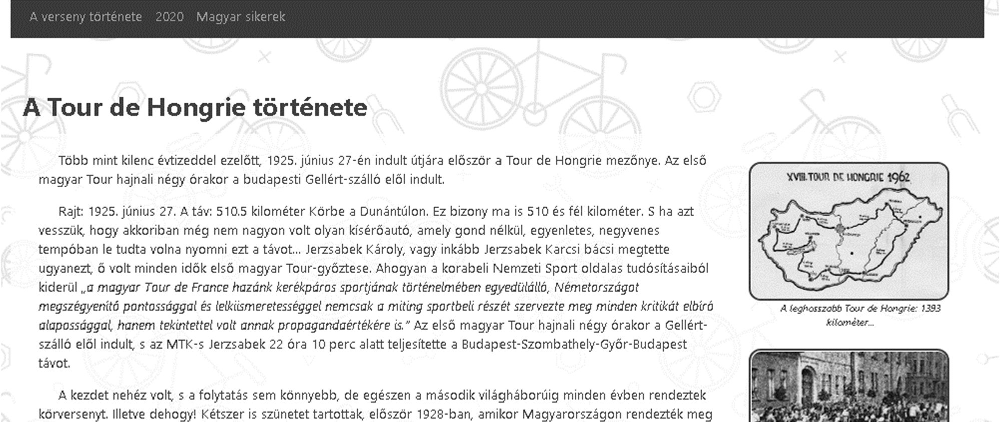 A verseny története 2020 Magyar sikerek
A Tour de Hongrie története
Több mint kilenc évtizeddel ezelőtt, 1925. június 27-én indult útjára először a Tour de Hongrie mezőnye. Az első
magyar Tour hajnali négy órakor a budapesti Gellért-szálló elől indult.
Rajt: 1925. június 27. A táv: 510.5 kilométer Körbe a Dunántúlon. Ez bizony ma is 510 és fél kilométer. S ha azt
vesszük, hogy akkoriban még nem nagyon volt olyan kísérőautó, amely gond nélkül, egyenletes, negyvenes
tempóban le tudta volna nyomni ezt a távot... Jerzsabek Károly, vagy inkább Jerzsabek Karcsi bácsi megtette
ugyanezt, ő volt minden idők első magyar Tour-győztese. Ahogyan a korabeli Nemzeti Sport oldalas tudósításaiból
kiderül „a magyar Tour de France hazánk kerékpáros sportjának történelmében egyedülálló, Németországot
megszégyenítő pontossággal és lelkiismeretességgel nemcsak a miting sportbeli részét szervezte meg minden kritikát elbíró
alapossággal, hanem tekintettel volt annak propagandaértékére is.” Az első magyar Tour hajnali négy órakor a Gellért-
szálló elől indult, s az MTK-s Jerzsabek 22 óra 10 perc alatt teljesítette a Budapest-Szombathely-Győr-Budapest
távot.
A kezdet nehéz volt, s a folytatás sem könnyebb, de egészen a második világháborúig minden évben rendeztek
körversenyt. Illetve dehogy! Kétszer is szünetet tartottak, először 1928-ban, amikor Magyarországon rendezték meg
XVIII. TOUR DE HONGRIE 1962
A leghosszabb Tour de Hongrie: 1393
kilométer...